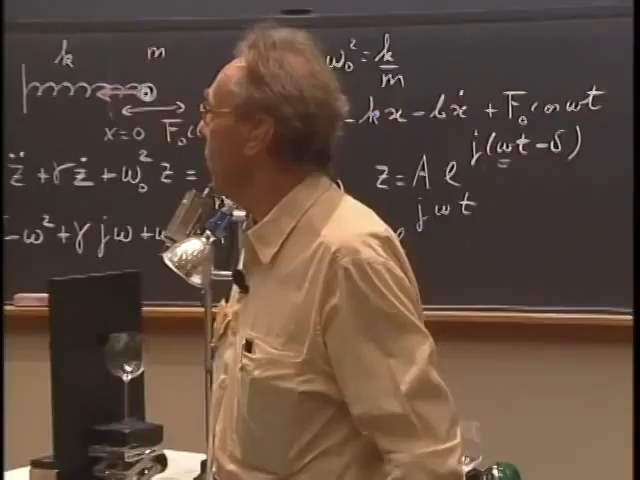 k m ω₀² = k/m
x=0 F₀ - kx - bẋ + F₀ cos ωt
z̈ + γż + ω₀² z = z = A e^j(ωt-δ)
-ω² + γjω + ω e^jωt